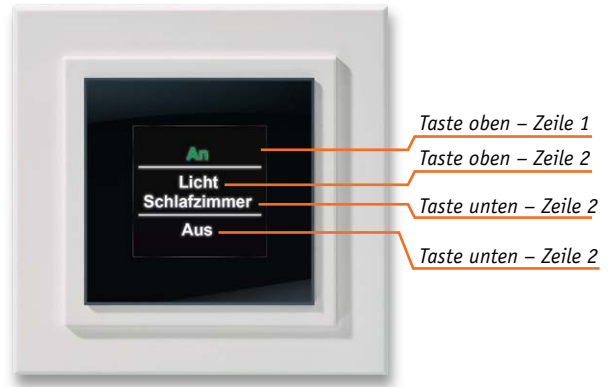 An
Licht
Schlafzimmer
Aus
Taste oben – Zeile 1
Taste oben – Zeile 2
Taste unten – Zeile 2
Taste unten – Zeile 2